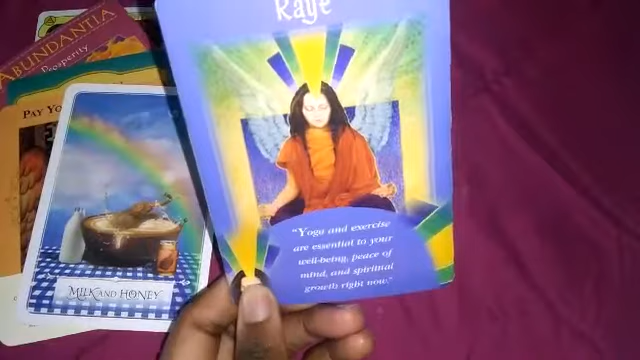 Raye
ABUNDANTIA
Prosperity
PAY YO
"Yoga and exercise
are essential to your
well-being, peace of
mind, and spiritual
growth right now."
MILK AND HONEY